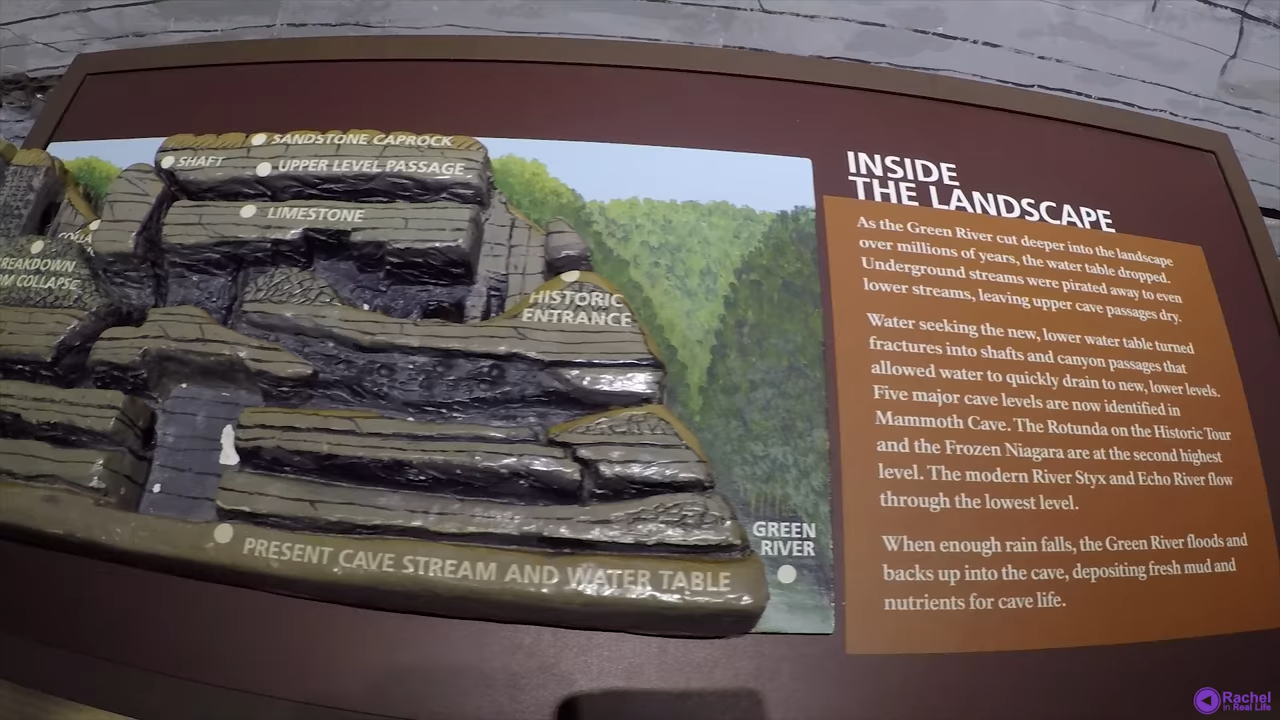 SANDSTONE CAPROCK
SHAFT
UPPER LEVEL PASSAGE
LIMESTONE
BREAKDOWN
COLLAPSE
HISTORIC
ENTRANCE
GREEN
RIVER
PRESENT CAVE STREAM AND WATER TABLE
INSIDE
THE LANDSCAPE
As the Green River cut deeper into the landscape
over millions of years, the water table dropped.
Underground streams were pirated away to even
lower streams, leaving upper cave passages dry.
Water seeking the new, lower water table turned
fractures into shafts and canyon passages that
allowed water to quickly drain to new, lower levels.
Five major cave levels are now identified in
Mammoth Cave. The Rotunda on the Historic Tour
and the Frozen Niagara are at the second highest
level. The modern River Styx and Echo River flow
through the lowest level.
When enough rain falls, the Green River floods and
backs up into the cave, depositing fresh mud and
nutrients for cave life.
Rachel
in Real Life